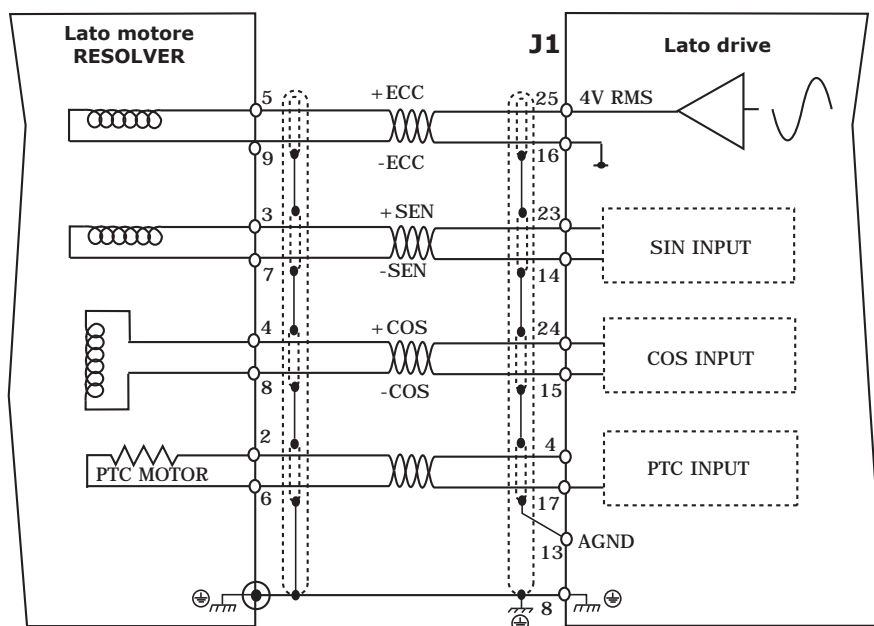 Lato motore
RESOLVER
J1
Lato drive
5
+ECC
25
4V RMS
9
-ECC
16
3
+SEN
23
SIN INPUT
7
-SEN
14
4
+COS
24
COS INPUT
8
-COS
15
2
4
PTC MOTOR
PTC INPUT
6
17
13
AGND
8